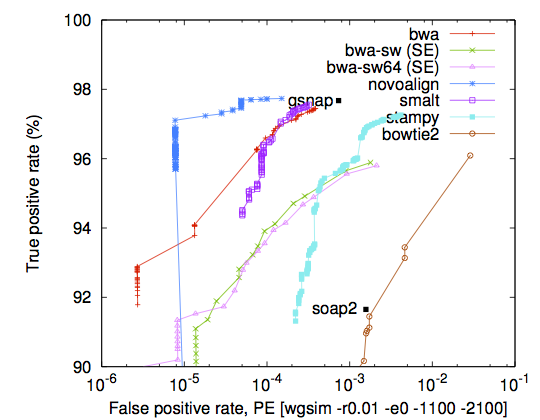 100
98
96
94
92
90
True positive rate (%)
bwa
bwa-sw (SE)
bwa-sw64 (SE)
novoalign
smalt
stampy
bowtie2
gsnap
soap2
10-6
10-5
10-4
10-3
10-2
10-1
False positive rate, PE [wgsim -r0.01 -e0 -1100 -2100]